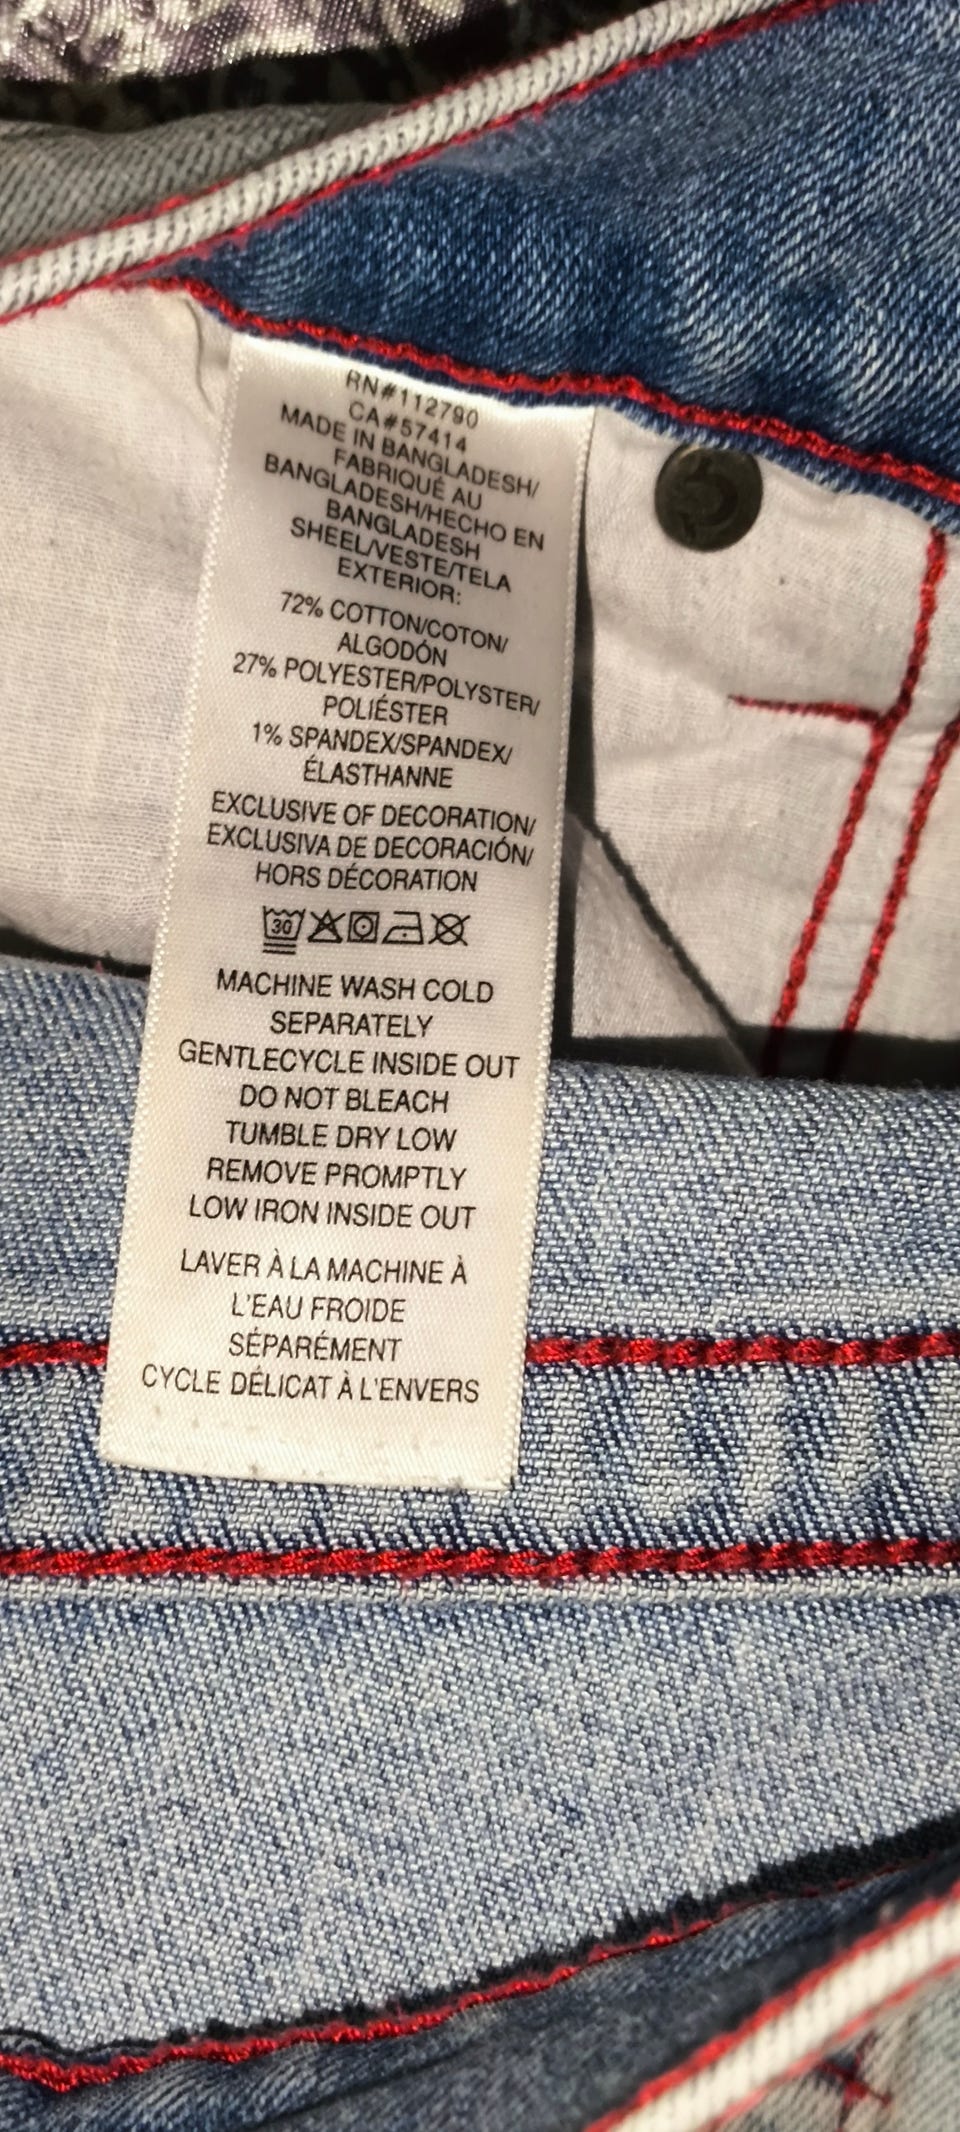 RN#112790
CA#57414
MADE IN BANGLADESH/
FABRIQUÉ AU
BANGLADESH/HECHO EN
BANGLADESH
SHEEL/VESTE/TELA
EXTERIOR:
72% COTTON/COTON/
ALGODÓN
27% POLYESTER/POLYSTER/
POLIÉSTER
1% SPANDEX/SPANDEX/
ÉLASTHANNE
EXCLUSIVE OF DECORATION/
EXCLUSIVA DE DECORACIÓN/
HORS DÉCORATION
30
MACHINE WASH COLD
SEPARATELY
GENTLECYCLE INSIDE OUT
DO NOT BLEACH
TUMBLE DRY LOW
REMOVE PROMPTLY
LOW IRON INSIDE OUT
LAVER À LA MACHINE À
L'EAU FROIDE
SÉPARÉMENT
CYCLE DÉLICAT À L'ENVERS